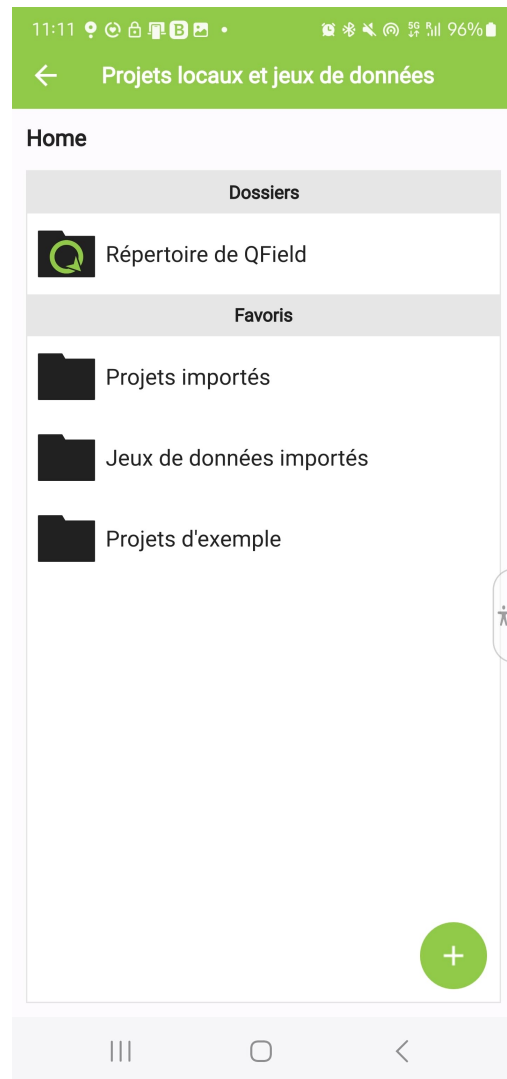 11:11 B 5G R 96%
Projets locaux et jeux de données
Home
Dossiers
Répertoire de QField
Favoris
Projets importés
Jeux de données importés
Projets d'exemple